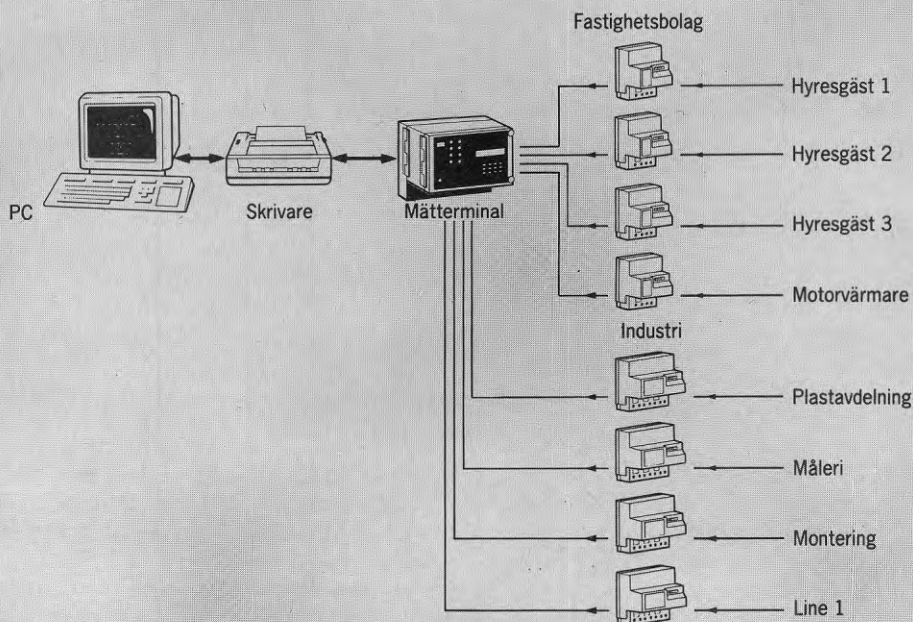 Fastighetsbolag
Hyresgäst 1
Hyresgäst 2
PC
Skrivare
Mätterminal
Hyresgäst 3
Motorvärmare
Industri
Plastavdelning
Måleri
Montering
Line 1